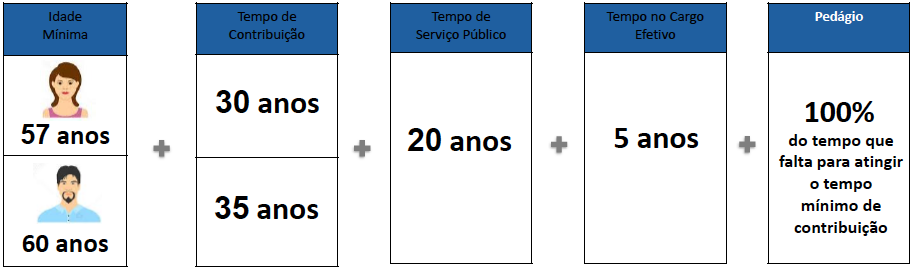 Idade
Mínima
57 anos
60 anos
+
Tempo de
Contribuição
30 anos
35 anos
+
Tempo de
Serviço Público
20 anos
+
Tempo no Cargo
Efetivo
5 anos
+
Pedágio
100%
do tempo que
falta para atingir
o tempo
mínimo de
contribuição